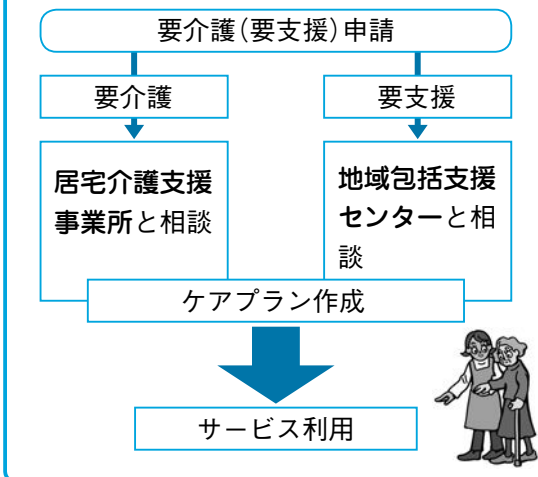 要介護(要支援)申請
要介護
要支援
居宅介護支援
事業所と相談
地域包括支援
センターと相
談
ケアプラン作成
サービス利用